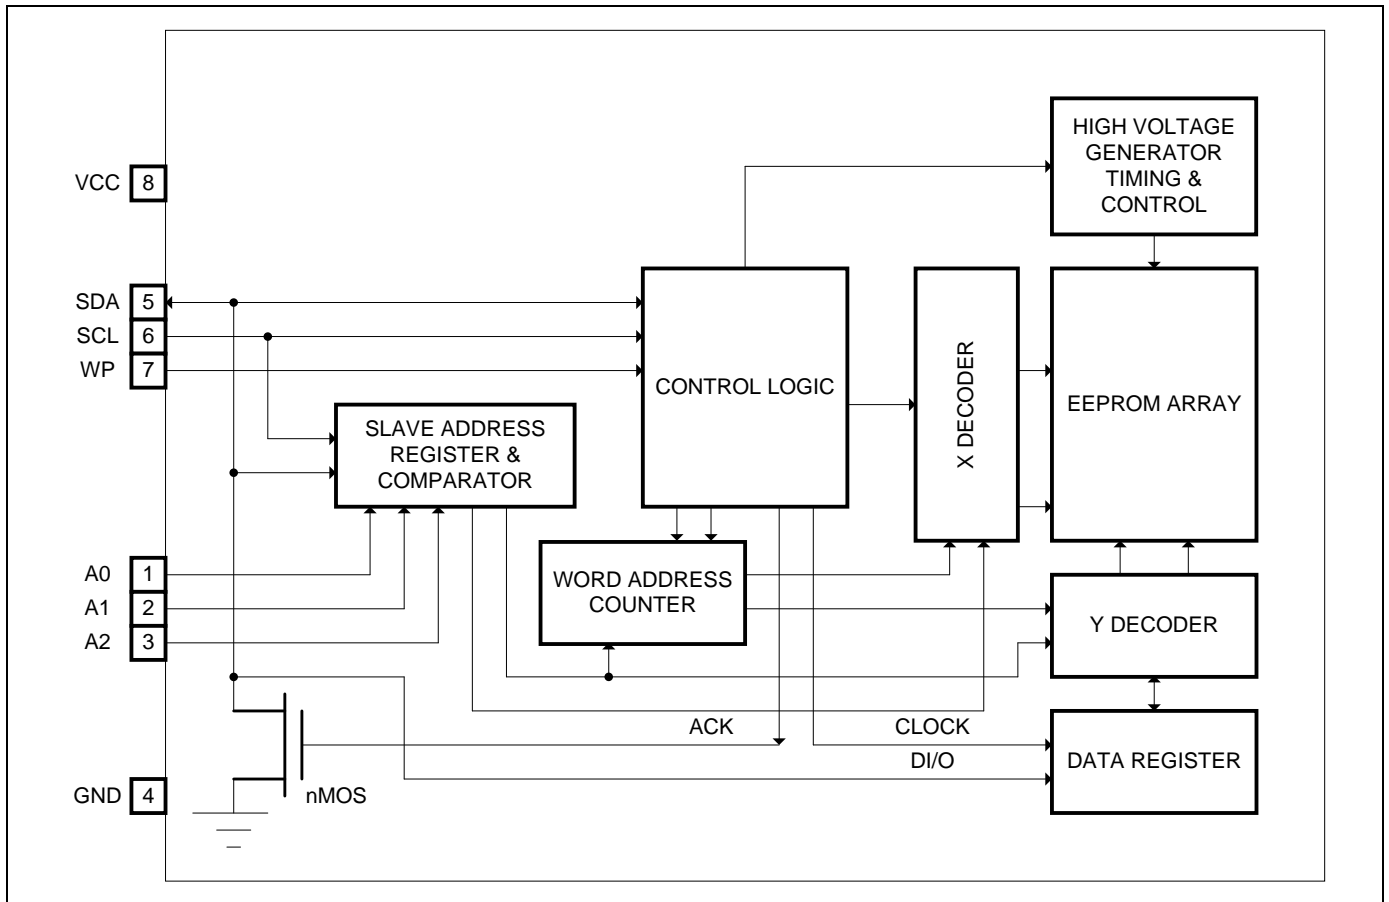 HIGH VOLTAGE
GENERATOR
TIMING &
CONTROL
VCC 8
SDA 5
SCL 6
WP 7
CONTROL LOGIC
X DECODER
EEPROM ARRAY
SLAVE ADDRESS
REGISTER &
COMPARATOR
A0 1
A1 2
A2 3
WORD ADDRESS
COUNTER
Y DECODER
ACK
CLOCK
DI/O
DATA REGISTER
GND 4
nMOS